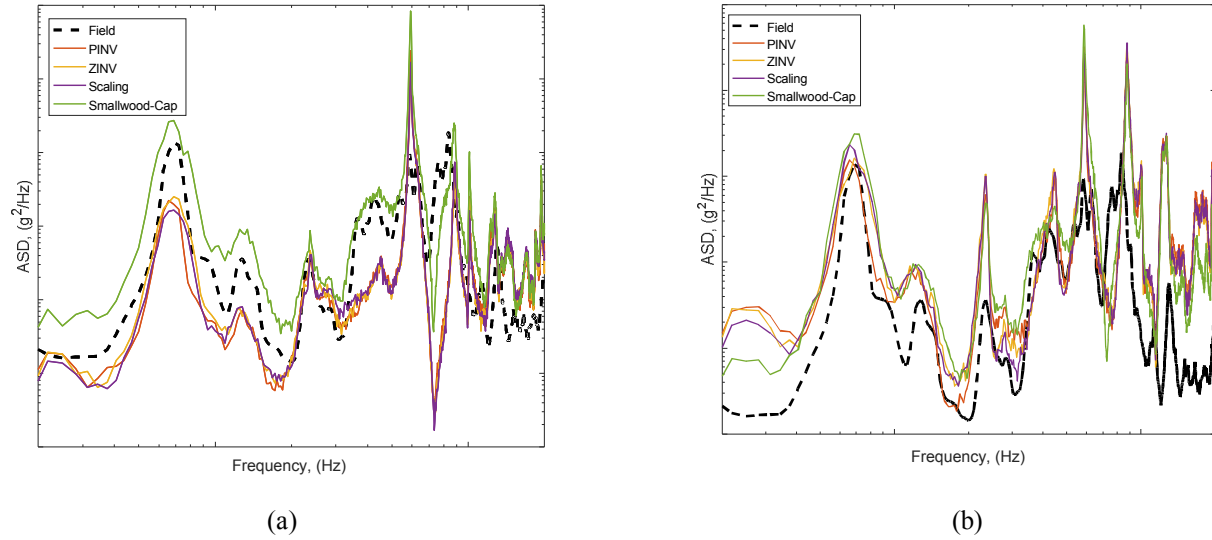 Field
PINV
ZINV
Scaling
Smallwood-Cap
ASD, (g²/Hz)
Frequency, (Hz)
(a)
Field
PINV
ZINV
Scaling
Smallwood-Cap
ASD, (g²/Hz)
Frequency, (Hz)
(b)